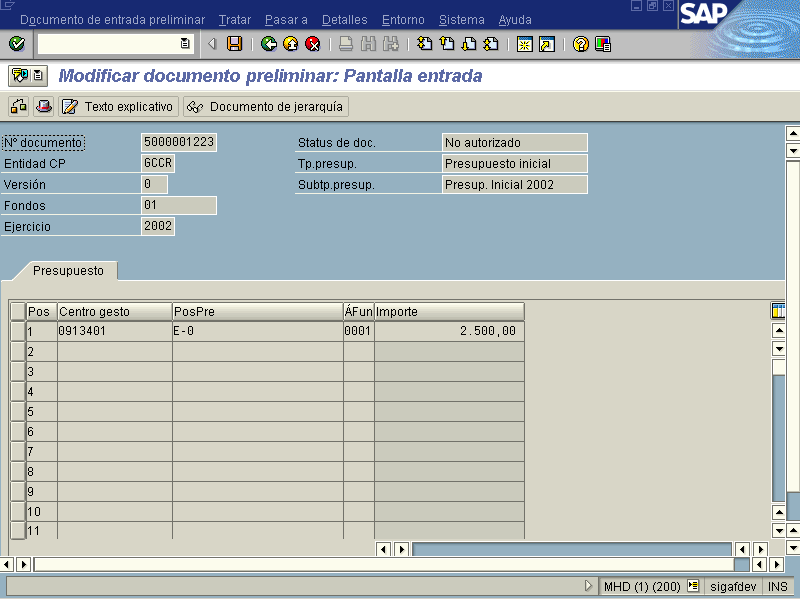 Documento de entrada preliminar Tratar Pasar a Detalles Entorno Sistema Ayuda
SAP
Modificar documento preliminar: Pantalla entrada
Texto explicativo Documento de jerarquía
Nº documento 5000001223 Status de doc. No autorizado
Entidad CP GCCR Tp.presup. Presupuesto inicial
Versión 0 Subtp.presup. Presup. Inicial 2002
Fondos 01
Ejercicio 2002
Presupuesto
Pos Centro gesto PosPre ÁFun Importe
1 0913401 E-0 0001 2.500,00
2
3
4
5
6
7
8
9
10
11
MHD (1) (200) sigafdev INS